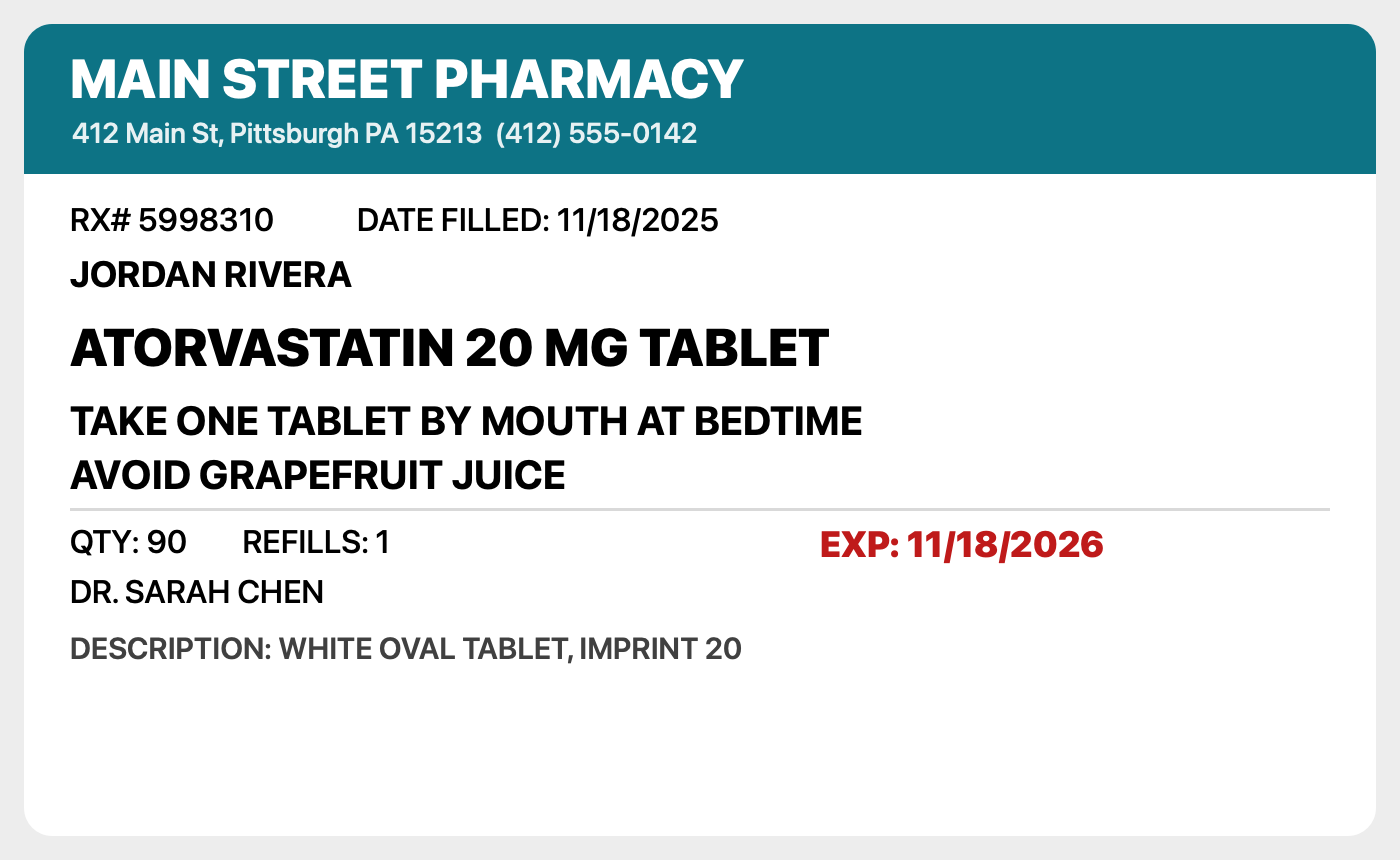 MAIN STREET PHARMACY
412 Main St, Pittsburgh PA 15213 (412) 555-0142
RX# 5998310 DATE FILLED: 11/18/2025
JORDAN RIVERA
ATORVASTATIN 20 MG TABLET
TAKE ONE TABLET BY MOUTH AT BEDTIME
AVOID GRAPEFRUIT JUICE
QTY: 90 REFILLS: 1 EXP: 11/18/2026
DR. SARAH CHEN
DESCRIPTION: WHITE OVAL TABLET, IMPRINT 20